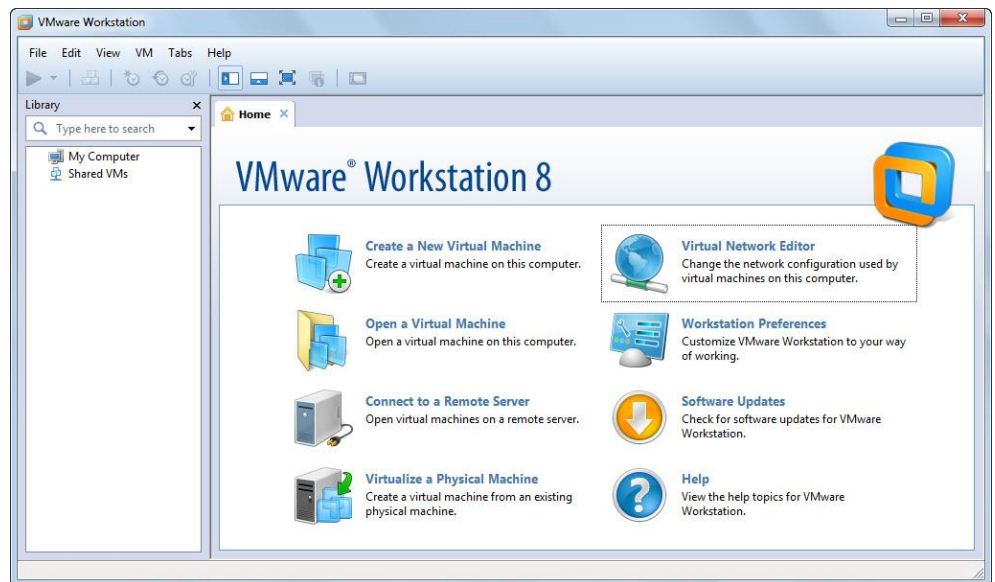 VMware Workstation
File Edit View VM Tabs Help
Library
Home
Type here to search
My Computer
Shared VMs
VMware® Workstation 8
Create a New Virtual Machine
Create a virtual machine on this computer.
Virtual Network Editor
Change the network configuration used by
virtual machines on this computer.
Open a Virtual Machine
Open a virtual machine on this computer.
Workstation Preferences
Customize VMware Workstation to your way
of working.
Connect to a Remote Server
Open virtual machines on a remote server.
Software Updates
Check for software updates for VMware
Workstation.
Virtualize a Physical Machine
Create a virtual machine from an existing
physical machine.
Help
View the help topics for VMware
Workstation.